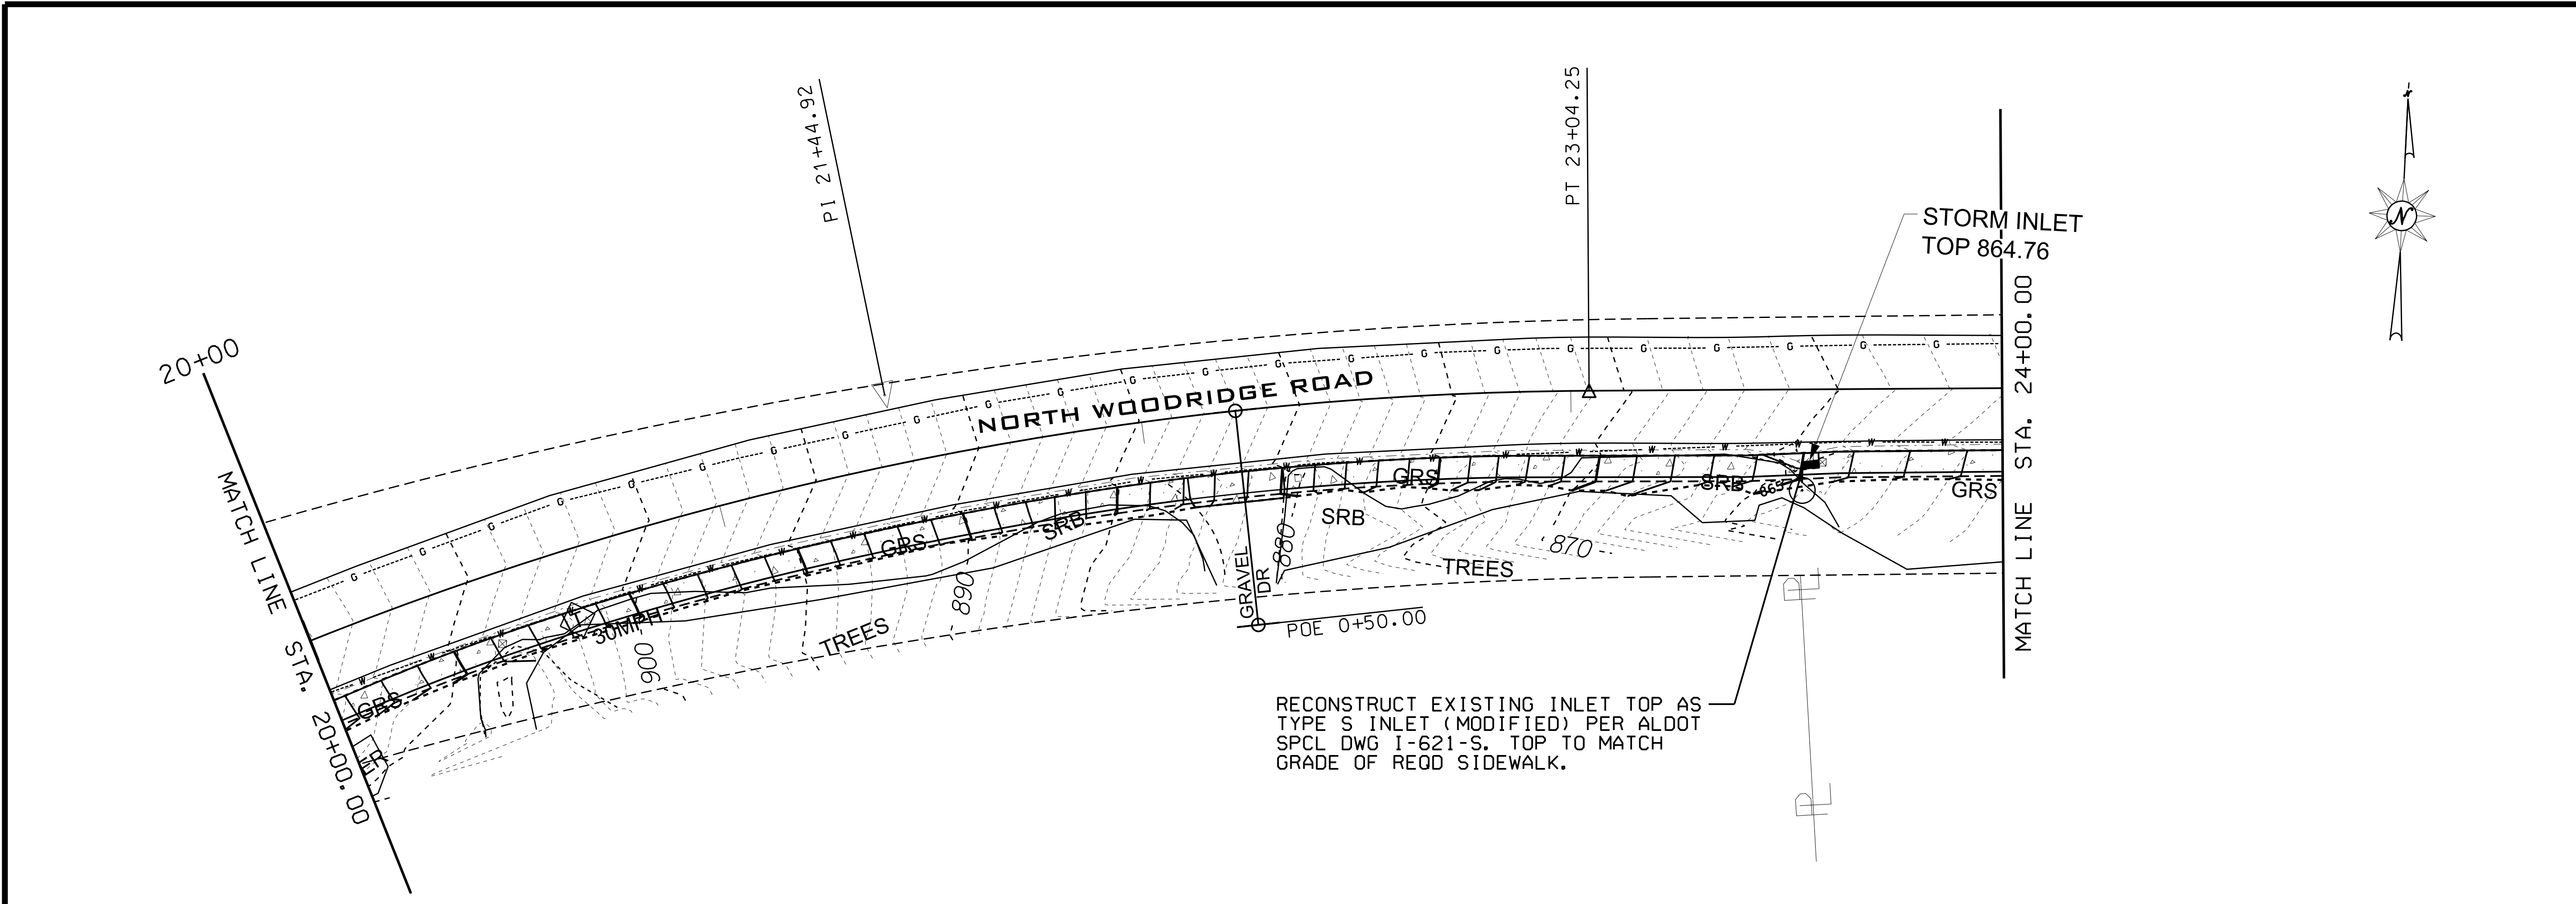 PI 21+44.92
PT 23+04.25
N
STORM INLET
TOP 864.76
20+00
MATCH LINE STA. 20+00.00
NORTH WOODRIDGE ROAD
MATCH LINE STA. 24+00.00
G G G G G G G G G G G G G G G G G G G G G G G
W W W W W W W W W W W W W W W W W W W W W W W
GRS
30MPH
GRS
SRB
GRS
SRB
SRB
GRS
900
TREES
890
GRAVEL
DR
880
870
TREES
POE 0+50.00
PL
PL
RECONSTRUCT EXISTING INLET TOP AS
TYPE S INLET (MODIFIED) PER ALDOT
SPCL DWG I-621-S. TOP TO MATCH
GRADE OF REQD SIDEWALK.